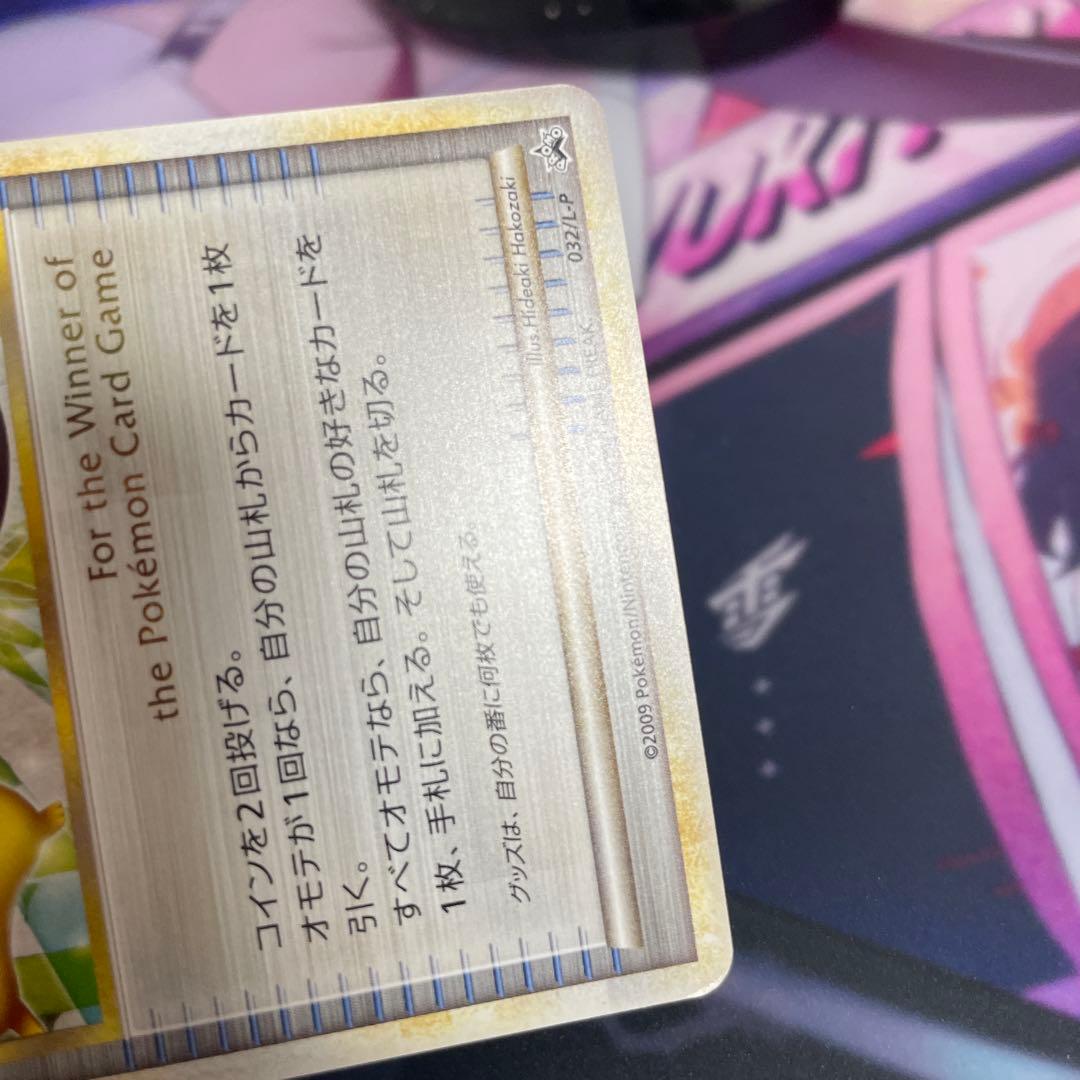 For the Winner of
the Pokémon Card Game
コインを2回投げる。
オモテが1回なら、自分の山札からカードを1枚
引く。
すべてオモテなら、自分の山札の好きなカードを
1枚、手札に加える。そして山札を切る。
グッズは、自分の番に何枚でも使える。
Illus. Hideaki Hakozaki
032/L-P
PROMO
©2009 Pokémon/Nintendo
GAME FREAK